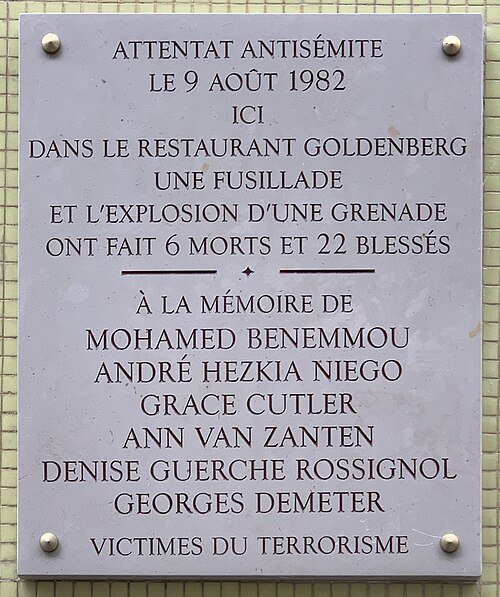 ATTENTAT ANTISÉMITE
LE 9 AOÛT 1982
ICI
DANS LE RESTAURANT GOLDENBERG
UNE FUSILLADE
ET L'EXPLOSION D'UNE GRENADE
ONT FAIT 6 MORTS ET 22 BLESSÉS
À LA MÉMOIRE DE
MOHAMED BENEMMOU
ANDRÉ HEZKIA NIEGO
GRACE CUTLER
ANN VAN ZANTEN
DENISE GUERCHE ROSSIGNOL
GEORGES DEMETER
VICTIMES DU TERRORISME